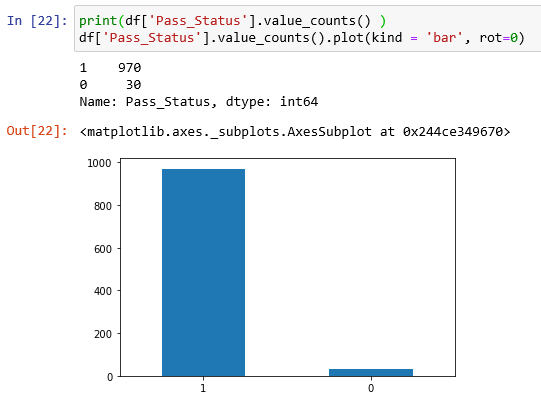 In [22]: print(df['Pass_Status'].value_counts() )
df['Pass_Status'].value_counts().plot(kind = 'bar', rot=0)
1    970
0     30
Name: Pass_Status, dtype: int64
Out[22]: <matplotlib.axes._subplots.AxesSubplot at 0x244ce349670>
1000
800
600
400
200
0
1 0